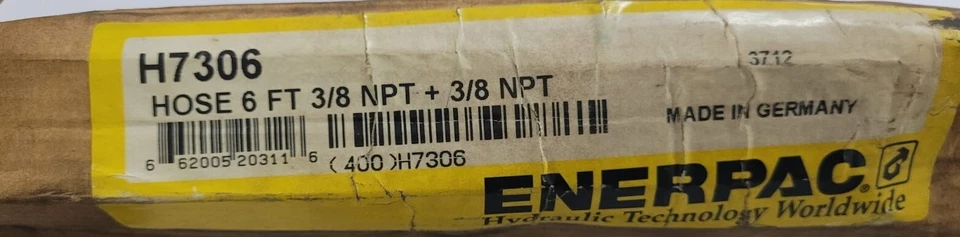 H7306
3712
HOSE 6 FT 3/8 NPT + 3/8 NPT
MADE IN GERMANY
6 62005 20311 6
(400)H7306
ENERPAC®
Hydraulic Technology Worldwide